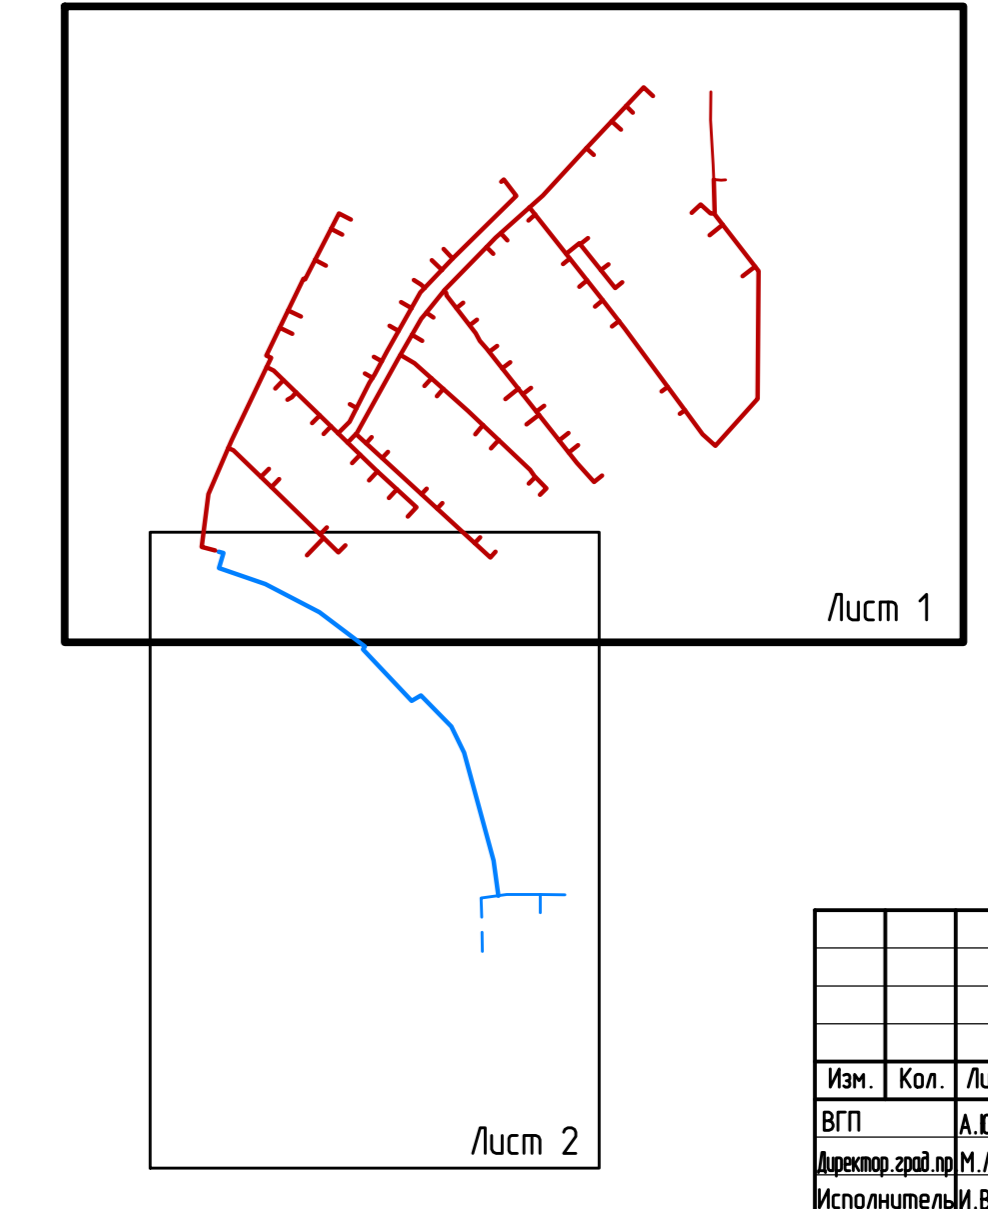 Лист 1
Лист 2
Изм. Кол.
ВГП
Директор.град.пр
Исполнитель